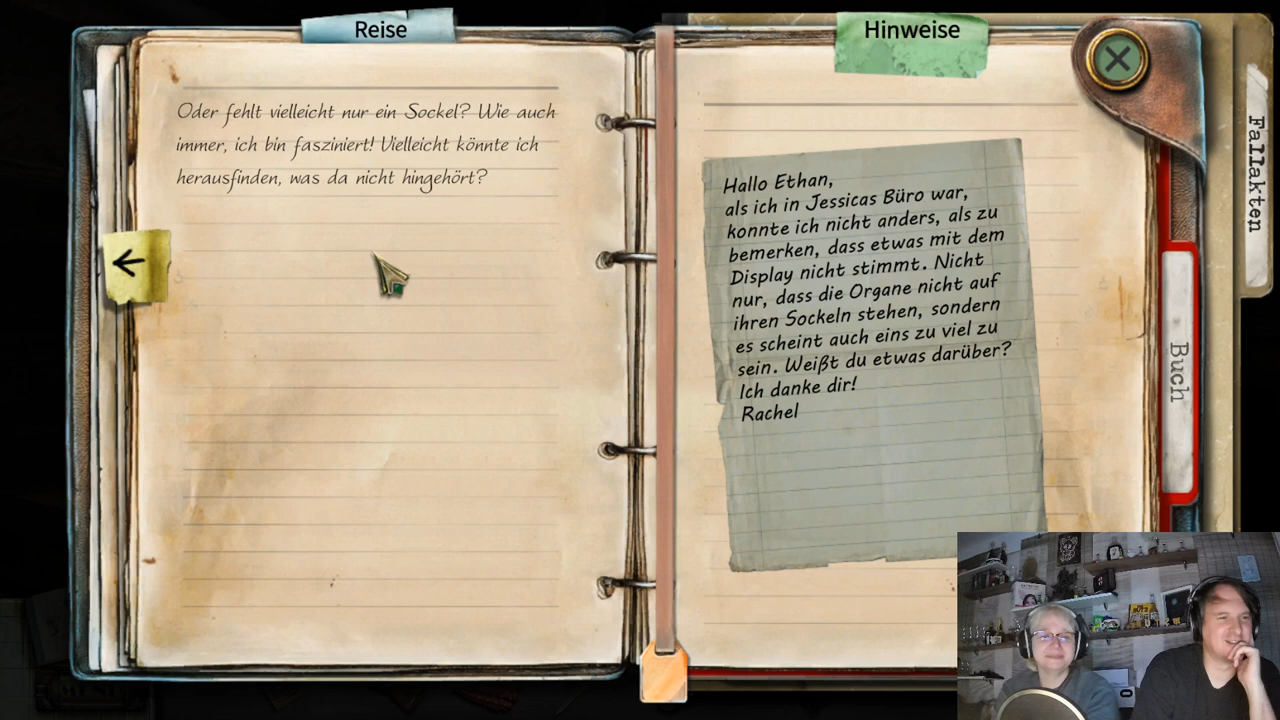 Reise
Oder fehlt vielleicht nur ein Sockel? Wie auch
immer, ich bin fasziniert! Vielleicht könnte ich
herausfinden, was da nicht hingehört?
Hinweise
Hallo Ethan,
als ich in Jessicas Büro war,
konnte ich nicht anders, als zu
bemerken, dass etwas mit dem
Display nicht stimmt. Nicht
nur, dass die Organe nicht auf
ihren Sockeln stehen, sondern
es scheint auch eins zu viel zu
sein. Weißt du etwas darüber?
Ich danke dir!
Rachel
Fallakten
Buch